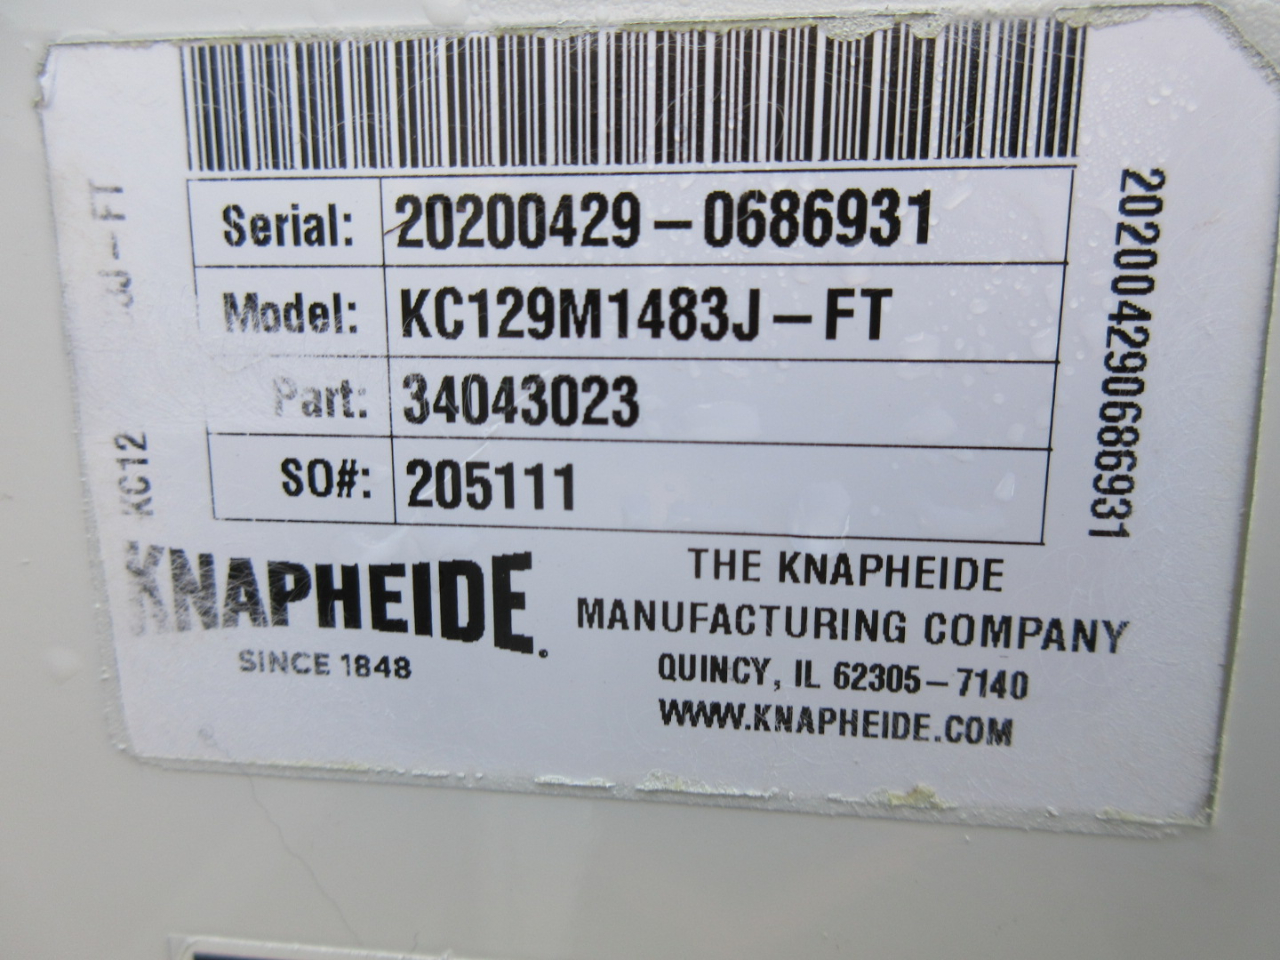 Serial: 20200429-0686931
Model: KC129M1483J-FT
Part: 34043023
SO#: 205111
KNAPHEIDE.
SINCE 1848
THE KNAPHEIDE
MANUFACTURING COMPANY
QUINCY, IL 62305-7140
WWW.KNAPHEIDE.COM
202004290686931
KC12
J-FT